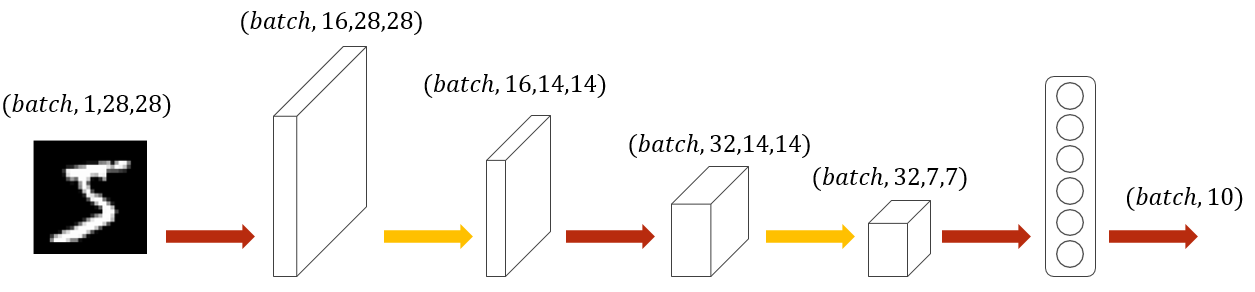 (batch, 1,28,28)
(batch, 16,28,28)
(batch, 16,14,14)
(batch, 32,14,14)
(batch, 32,7,7)
(batch, 10)